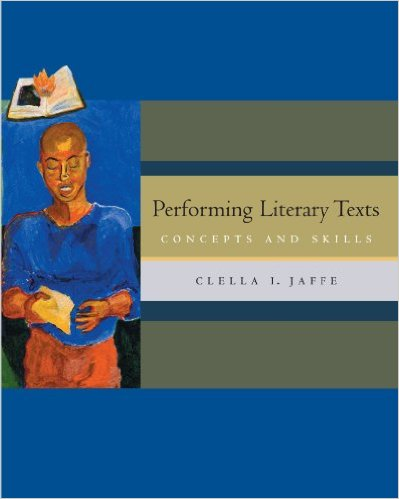 Performing Literary Texts
CONCEPTS AND SKILLS
CLELLA I. JAFFE